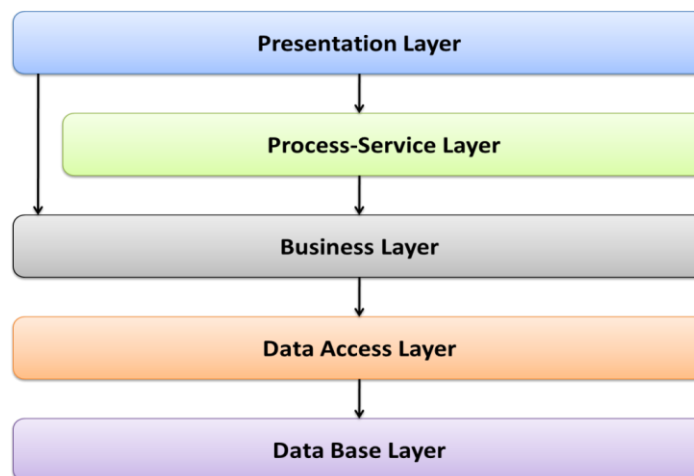 Presentation Layer
Process-Service Layer
Business Layer
Data Access Layer
Data Base Layer